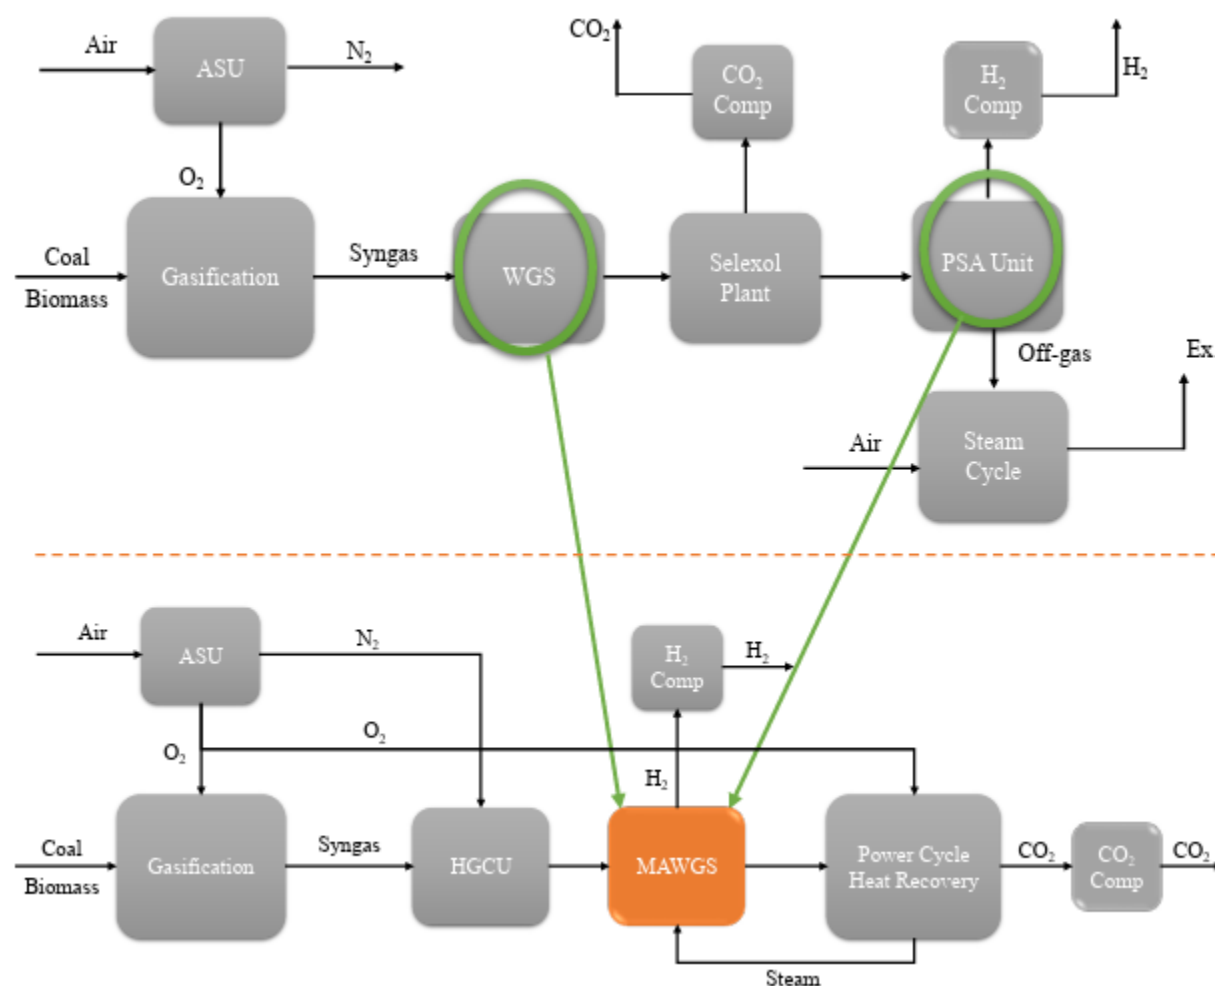 Air
ASU
N₂
CO₂
CO₂
Comp
H₂
Comp
H₂
O₂
Coal
Biomass
Gasification
Syngas
WGS
Selexol
Plant
PSA Unit
Off-gas
Ex
Air
Steam
Cycle
Air
ASU
N₂
H₂
Comp
H₂
O₂
O₂
H₂
Coal
Biomass
Gasification
Syngas
HGCU
MAWGS
Power Cycle
Heat Recovery
CO₂
CO₂
Comp
CO₂
Steam